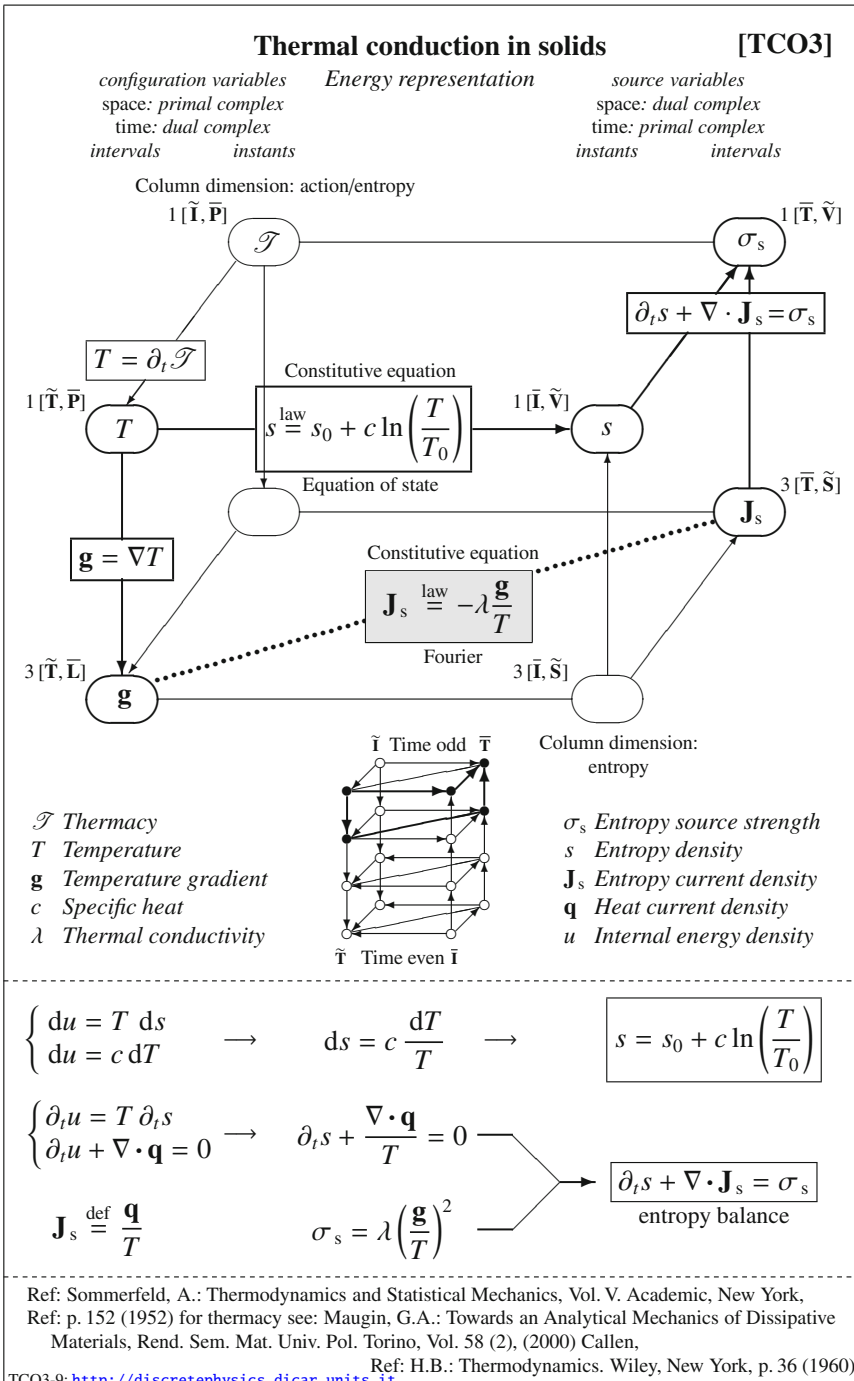 Thermal conduction in solids [TCO3]
configuration variables Energy representation source variables
space: primal complex space: dual complex
time: dual complex time: primal complex
intervals instants instants intervals
Column dimension: action/entropy
1 [Ĩ, P̅] 1 [T̅, Ṽ]
𝒯 σₛ
∂ₜs + ∇ · Jₛ = σₛ
T = ∂ₜ𝒯
Constitutive equation
1 [T̃, P̅] 1 [I̅, Ṽ]
T s law= s₀ + c ln(T/T₀) s
Equation of state
3 [T̅, S̃]
Jₛ
g = ∇T
Constitutive equation
Jₛ law= −λ g/T
Fourier
3 [T̃, L̅] 3 [I̅, S̃]
g
Ĩ Time odd T̅
Column dimension:
entropy
𝒯 Thermacy σₛ Entropy source strength
T Temperature s Entropy density
g Temperature gradient Jₛ Entropy current density
c Specific heat q Heat current density
λ Thermal conductivity u Internal energy density
T̃ Time even I̅
{ du = T ds
du = c dT ⟶ ds = c dT/T ⟶ s = s₀ + c ln(T/T₀)
{ ∂ₜu = T ∂ₜs
∂ₜu + ∇·q = 0 ⟶ ∂ₜs + ∇·q/T = 0
∂ₜs + ∇·Jₛ = σₛ
entropy balance
Jₛ def= q/T σₛ = λ(g/T)²
Ref: Sommerfeld, A.: Thermodynamics and Statistical Mechanics, Vol. V. Academic, New York,
Ref: p. 152 (1952) for thermacy see: Maugin, G.A.: Towards an Analytical Mechanics of Dissipative
Materials, Rend. Sem. Mat. Univ. Pol. Torino, Vol. 58 (2), (2000) Callen,
Ref: H.B.: Thermodynamics. Wiley, New York, p. 36 (1960)
TCO3-9: http://discretephysics.dicar.units.it